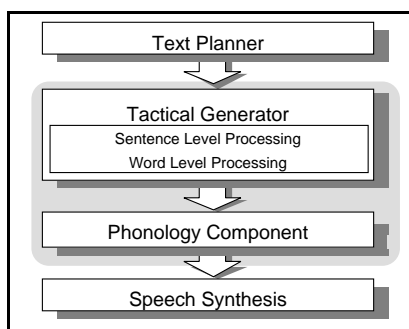 Text Planner
Tactical Generator
Sentence Level Processing
Word Level Processing
Phonology Component
Speech Synthesis